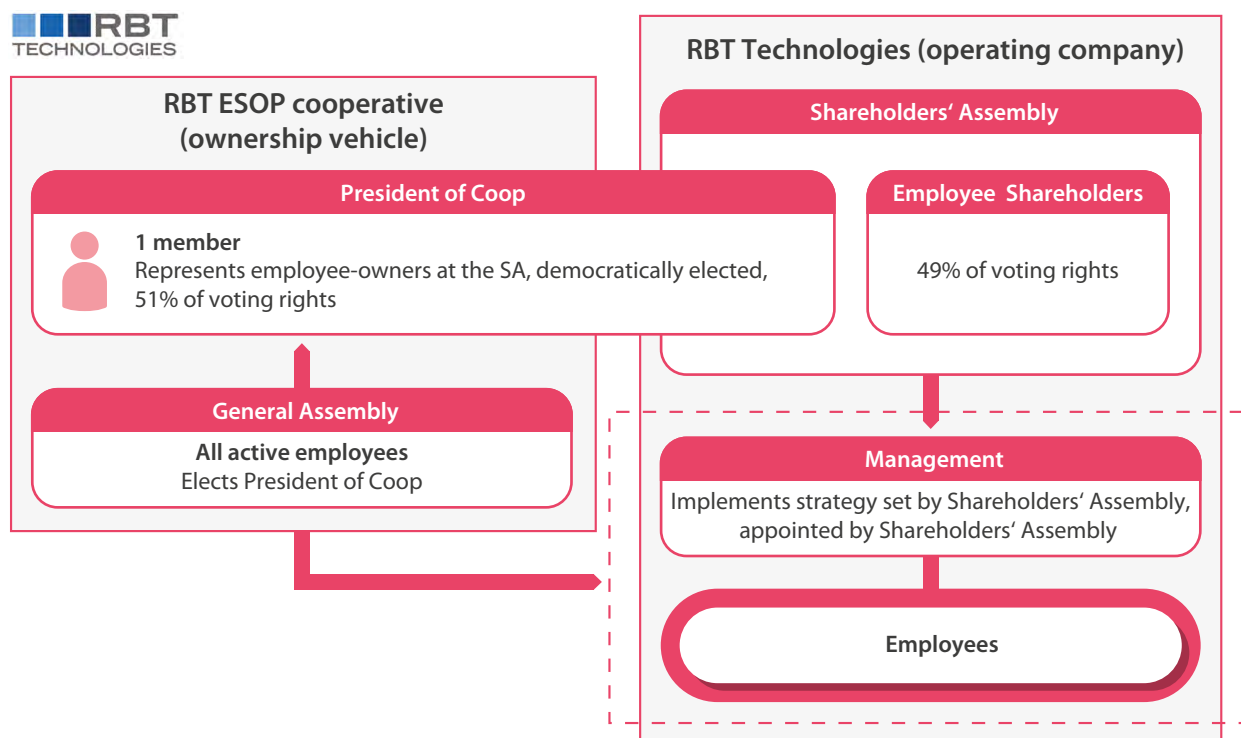 RBT
TECHNOLOGIES
RBT ESOP cooperative
(ownership vehicle)
President of Coop
1 member
Represents employee-owners at the SA, democratically elected,
51% of voting rights
General Assembly
All active employees
Elects President of Coop
RBT Technologies (operating company)
Shareholders‘ Assembly
Employee Shareholders
49% of voting rights
Management
Implements strategy set by Shareholders‘ Assembly,
appointed by Shareholders‘ Assembly
Employees